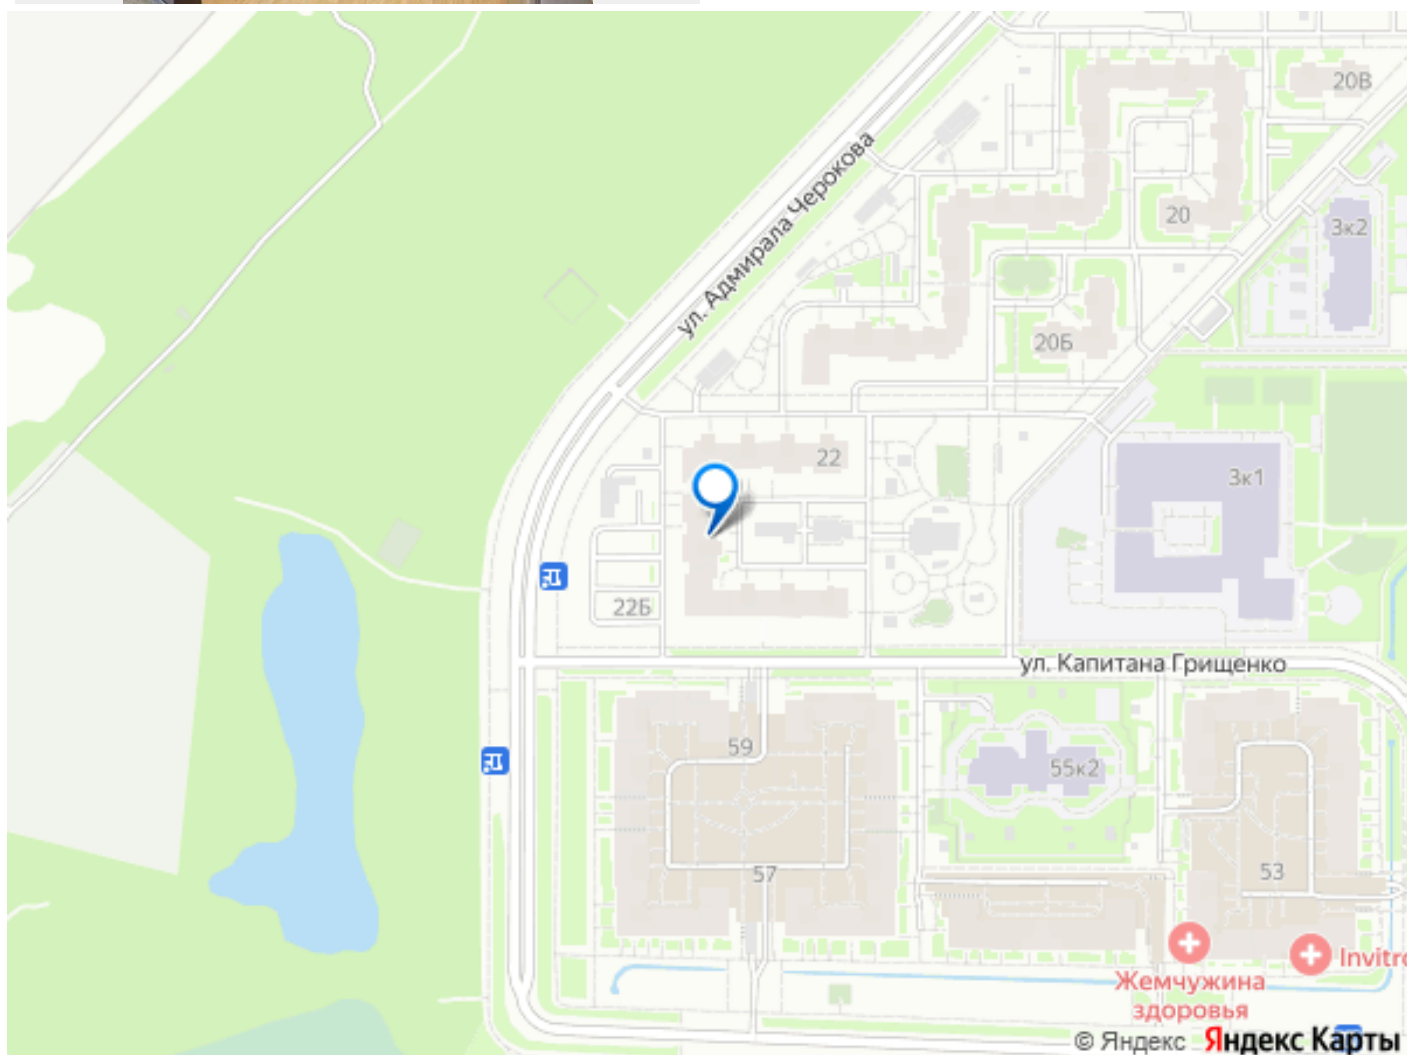 20В
ул. Адмирала Черокова
20
3к2
20Б
22
3к1
22Б
ул. Капитана Грищенко
59
55к2
57
53
Invitro
Жемчужина
здоровья
© Яндекс Яндекс Карты